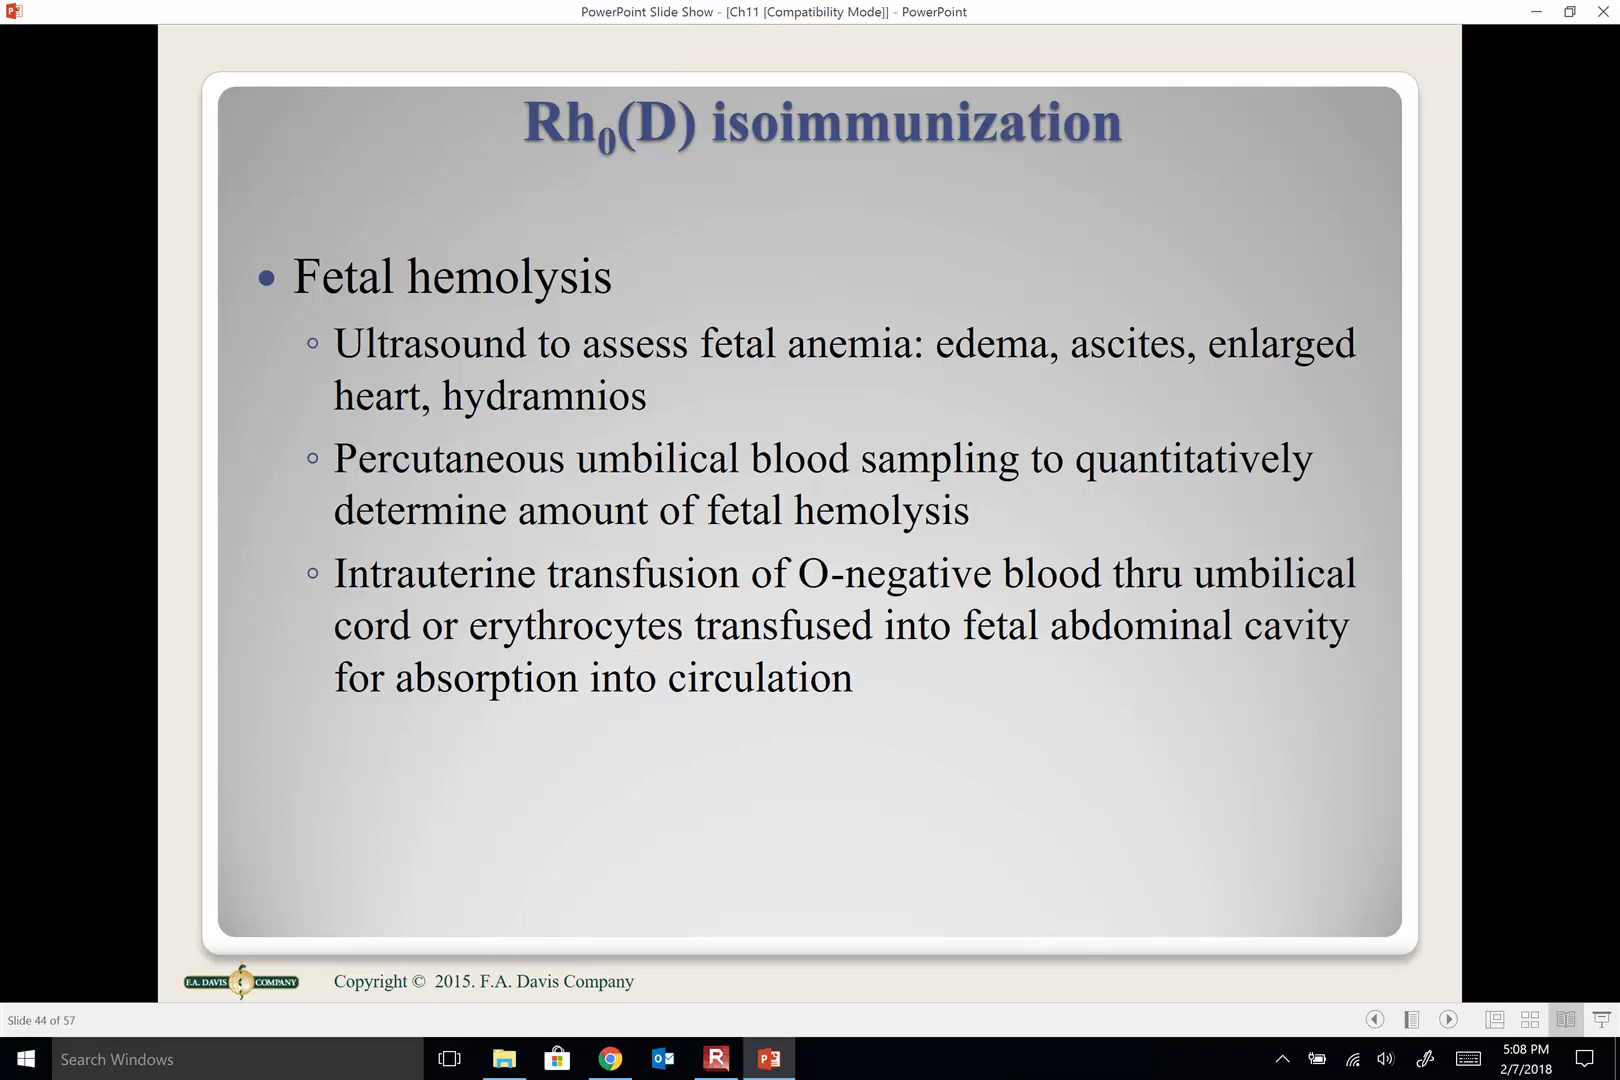 PowerPoint Slide Show - [Ch11 [Compatibility Mode]] - PowerPoint
Rh₀(D) isoimmunization
• Fetal hemolysis
◦ Ultrasound to assess fetal anemia: edema, ascites, enlarged
heart, hydramnios
◦ Percutaneous umbilical blood sampling to quantitatively
determine amount of fetal hemolysis
◦ Intrauterine transfusion of O-negative blood thru umbilical
cord or erythrocytes transfused into fetal abdominal cavity
for absorption into circulation
F.A. DAVIS COMPANY
Copyright © 2015. F.A. Davis Company
Slide 44 of 57
Search Windows
5:08 PM
2/7/2018